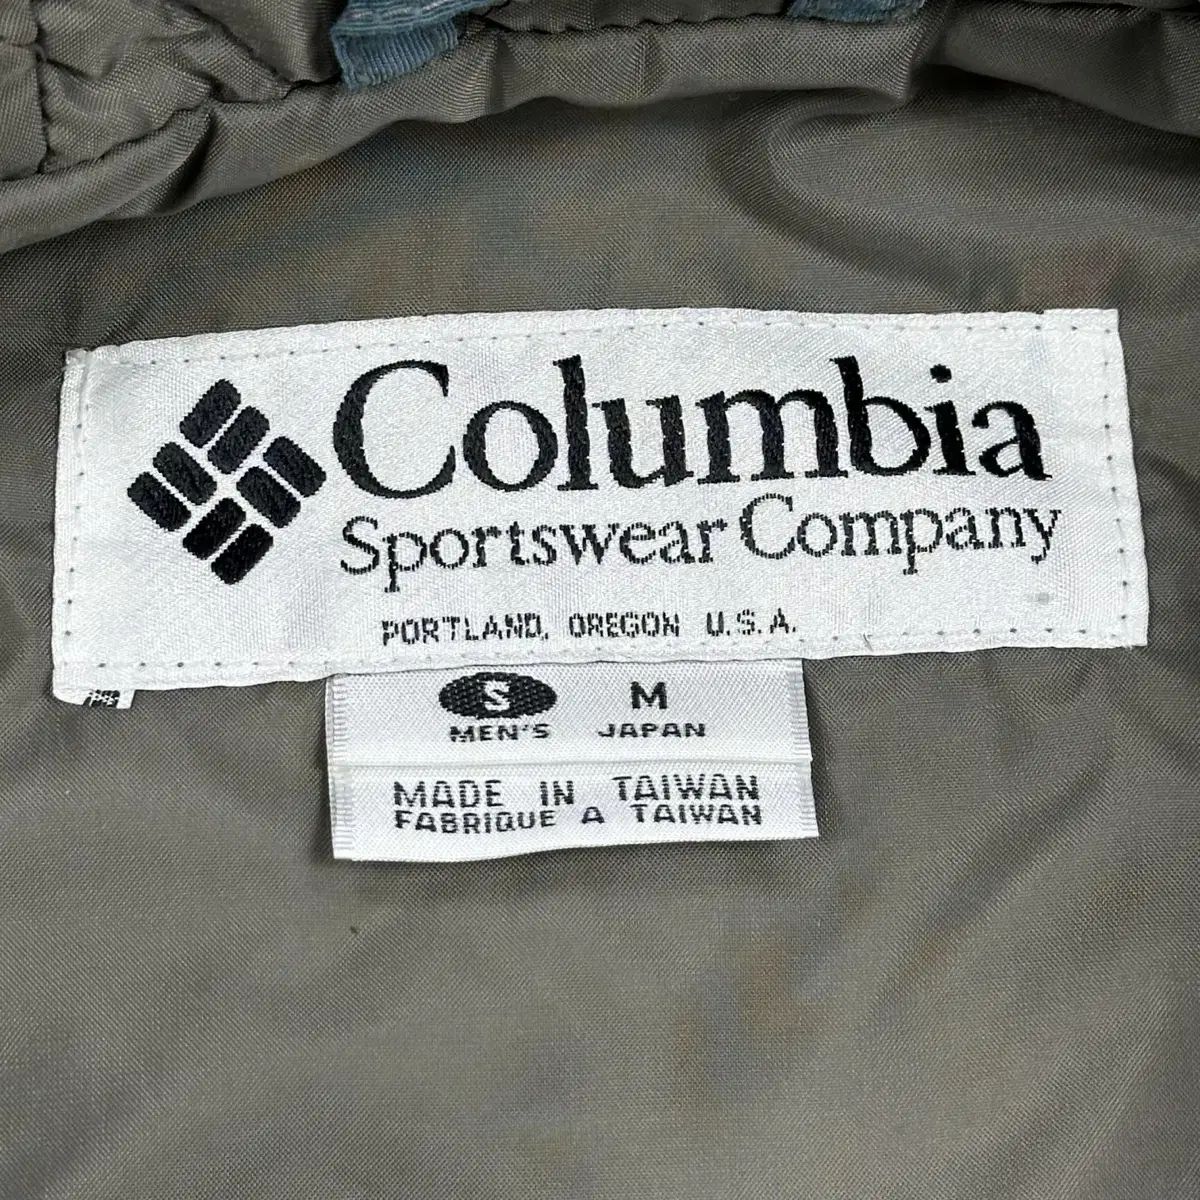 Columbia
Sportswear Company
PORTLAND, OREGON U.S.A.
S M
MEN'S JAPAN
MADE IN TAIWAN
FABRIQUE A TAIWAN